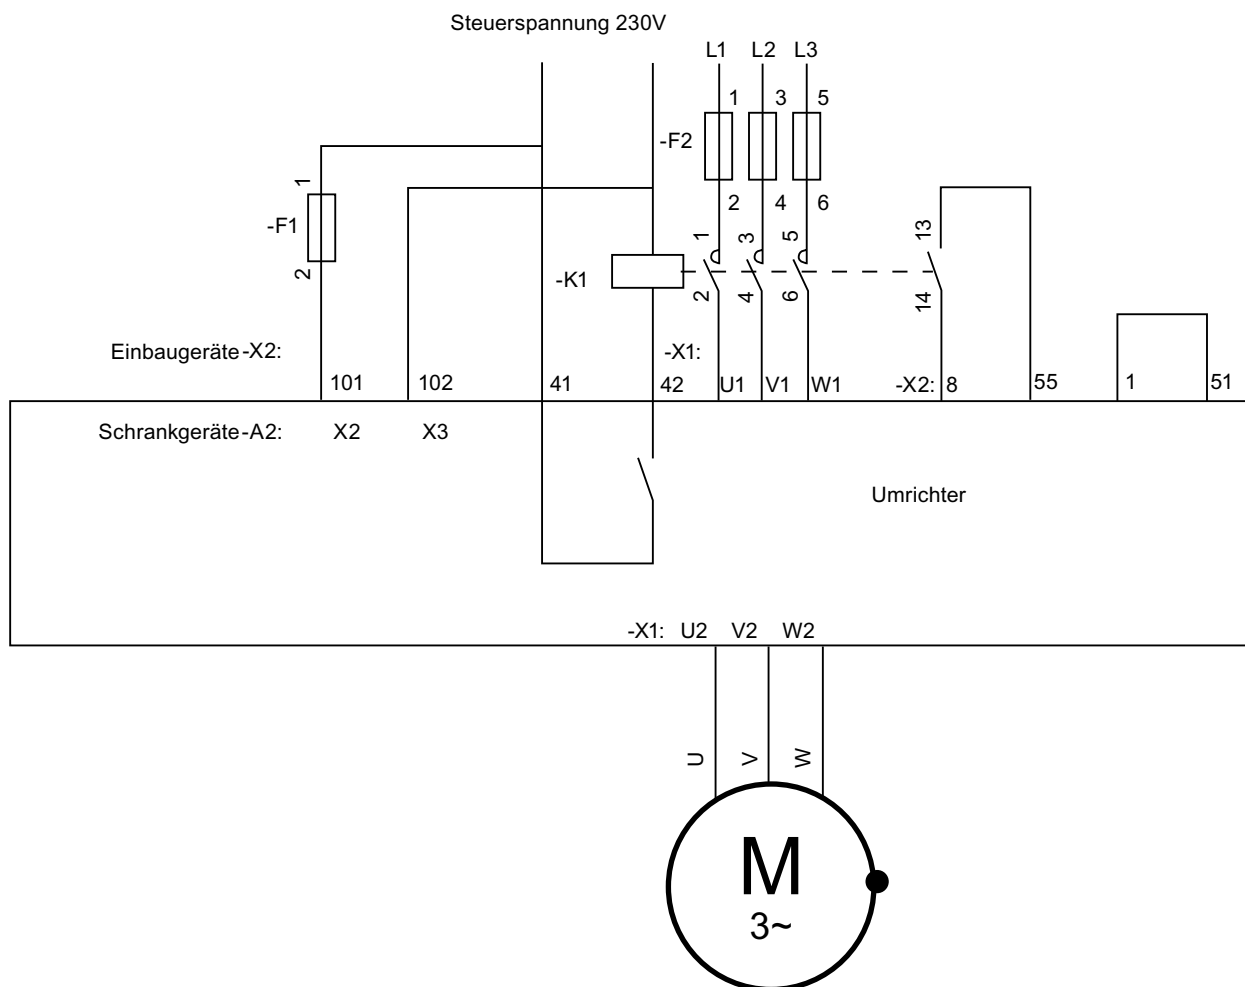 Steuerspannung 230V
L1 L2 L3
1 3 5
-F2
1
-F1
2
2 4 6
1 3 5 13
-K1
2 4 6 14
Einbaugeräte-X2: -X1:
101 102 41 42 U1 V1 W1 -X2: 8 55 1 51
Schrankgeräte-A2: X2 X3
Umrichter
-X1: U2 V2 W2
U V W
M
3~